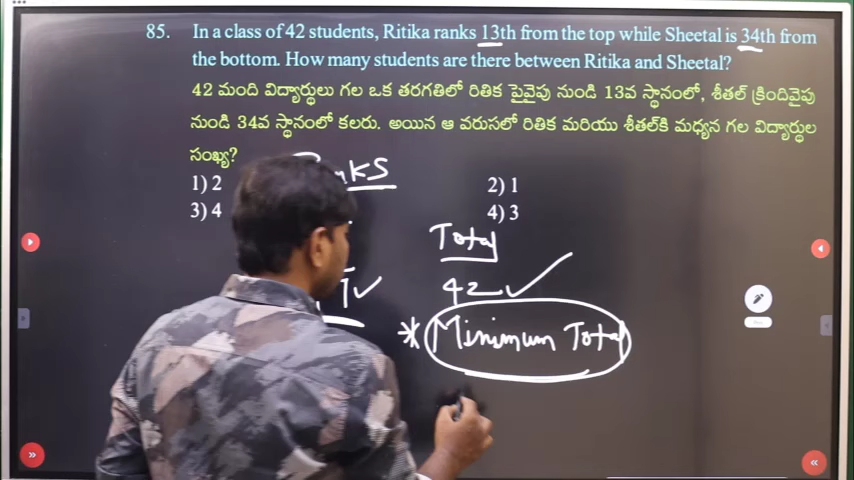 85. In a class of 42 students, Ritika ranks 13th from the top while Sheetal is 34th from
the bottom. How many students are there between Ritika and Sheetal?
42 మంది విద్యార్థులు గల ఒక తరగతిలో రితిక పైవైపు నుండి 13వ స్థానంలో, శీతల్ క్రిందివైపు
నుండి 34వ స్థానంలో కలరు. అయిన ఆ వరుసలో రితిక మరియు శీతల్‌కి మధ్యన గల విద్యార్థుల
సంఖ్య?
1) 2 2) 1
3) 4 4) 3
Total
42 ✓
* Minimum Total